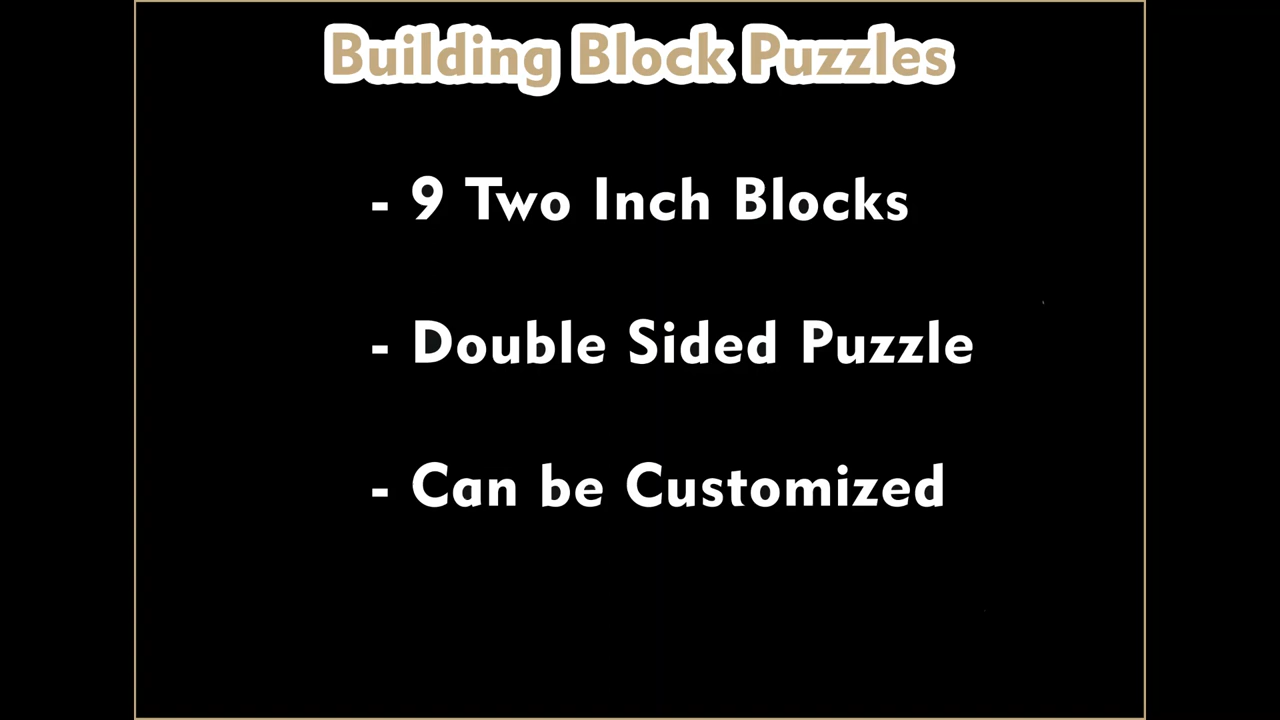 Building Block Puzzles
- 9 Two Inch Blocks
- Double Sided Puzzle
- Can be Customized